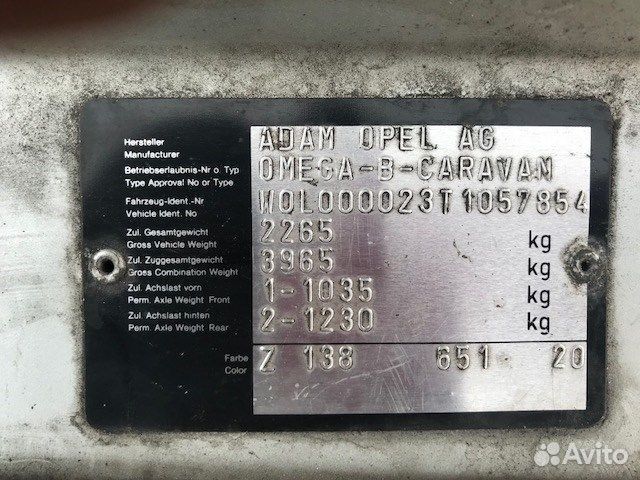 Hersteller
Manufacturer ADAM OPEL AG
Betriebserlaubnis-Nr o. Typ
Type Approval No or Type OMEGA-B-CARAVAN
Fahrzeug-Ident.-Nr
Vehicle Ident. No W0L000023T1057854
Zul. Gesamtgewicht
Gross Vehicle Weight 2265 kg
Zul. Zuggesamtgewicht
Gross Combination Weight 3965 kg
Zul. Achslast vorn
Perm. Axle Weight Front 1-1035 kg
Zul. Achslast hinten
Perm. Axle Weight Rear 2-1230 kg
Farbe
Color Z 138 651 20
Avito